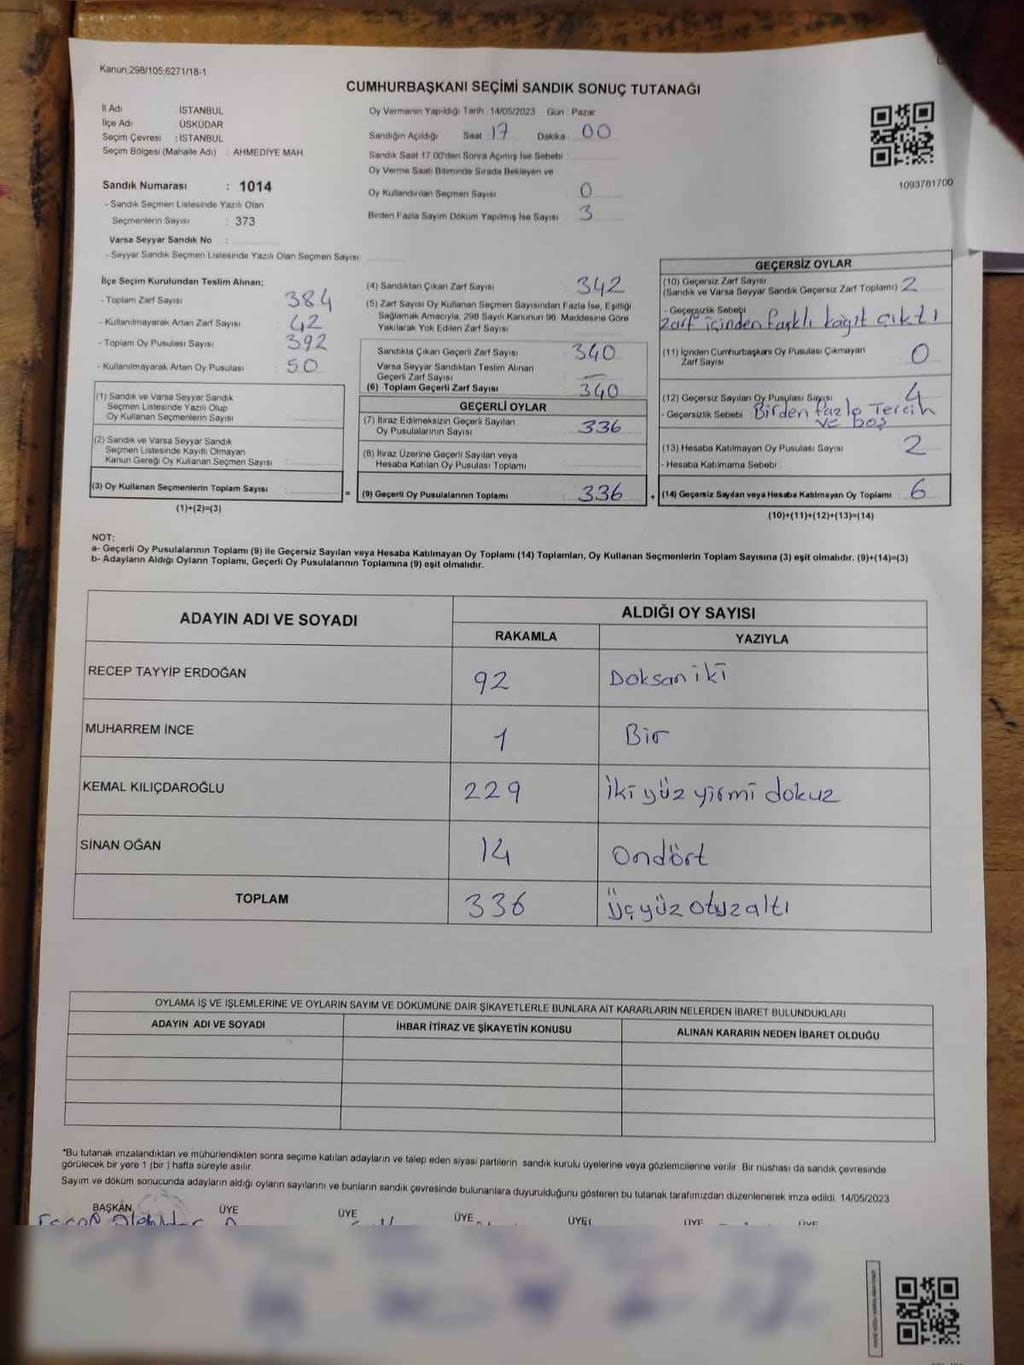 Kanun;298/105;6271/18-1
CUMHURBAŞKANI SEÇİMİ SANDIK SONUÇ TUTANAĞI
İl Adı İSTANBUL
İlçe Adı ÜSKÜDAR
Seçim Çevresi : İSTANBUL
Seçim Bölgesi (Mahalle Adı) : AHMEDİYE MAH.
Sandık Numarası : 1014
- Sandık Seçmen Listesinde Yazılı Olan
Seçmenlerin Sayısı : 373
Varsa Seyyar Sandık No :
- Seyyar Sandık Seçmen Listesinde Yazılı Olan Seçmen Sayısı:
Oy Vermenin Yapıldığı Tarih : 14/05/2023 Gün : Pazar
Sandığın Açıldığı Saat 17 Dakika 00
Sandık Saat 17:00'den Sonra Açımış İse Sebebi
Oy Verme Saati Bitiminde Sırada Bekleyen ve
Oy Kullandırılan Seçmen Sayısı 0
Birden Fazla Sayım Döküm Yapılmış İse Sayısı 3
1093781700
İlçe Seçim Kurulundan Teslim Alınan;
- Toplam Zarf Sayısı 384
- Kullanılmayarak Artan Zarf Sayısı 42
- Toplam Oy Pusulası Sayısı 392
- Kullanılmayarak Artan Oy Pusulası 50
(1) Sandık ve Varsa Seyyar Sandık
Seçmen Listesinde Yazılı Olup
Oy Kullanan Seçmenlerin Sayısı
(2) Sandık ve Varsa Seyyar Sandık
Seçmen Listesinde Kayıtlı Olmayan
Kanun Gereği Oy Kullanan Seçmen Sayısı
(3) Oy Kullanan Seçmenlerin Toplam Sayısı
(1)+(2)=(3)
=
(4) Sandıktan Çıkan Zarf Sayısı 342
(5) Zarf Sayısı Oy Kullanan Seçmen Sayısından Fazla İse, Eşitliği
Sağlamak Amacıyla, 298 Sayılı Kanunun 98. Maddesine Göre
Yakılarak Yok Edilen Zarf Sayısı
Sandıkta Çıkan Geçerli Zarf Sayısı 340
Varsa Seyyar Sandıktan Teslim Alınan
Geçerli Zarf Sayısı —
(6) Toplam Geçerli Zarf Sayısı 340
GEÇERLİ OYLAR
(7) İtiraz Edilmeksizin Geçerli Sayılan
Oy Pusulalarının Sayısı 336
(8) İtiraz Üzerine Geçerli Sayılan veya
Hesaba Katılan Oy Pusulası Toplamı
(9) Geçerli Oy Pusulalarının Toplamı 336
+
GEÇERSİZ OYLAR
(10) Geçersiz Zarf Sayısı
(Sandık ve Varsa Seyyar Sandık Geçersiz Zarf Toplamı) 2
- Geçersizlik Sebebi
Zarf içinden farklı kağıt çıktı
(11) İçinden Cumhurbaşkanı Oy Pusulası Çıkmayan
Zarf Sayısı 0
(12) Geçersiz Sayılan Oy Pusulası Sayısı 4
- Geçersizlik Sebebi Birden fazla Tercih
ve boş
(13) Hesaba Katılmayan Oy Pusulası Sayısı 2
- Hesaba Katılmama Sebebi :
(14) Geçersiz Sayılan veya Hesaba Katılmayan Oy Toplamı 6
(10)+(11)+(12)+(13)=(14)
NOT:
a- Geçerli Oy Pusulalarının Toplamı (9) ile Geçersiz Sayılan veya Hesaba Katılmayan Oy Toplamı (14) Toplamları, Oy Kullanan Seçmenlerin Toplam Sayısına (3) eşit olmalıdır. (9)+(14)=(3)
b- Adayların Aldığı Oyların Toplamı, Geçerli Oy Pusulalarının Toplamına (9) eşit olmalıdır.
ADAYIN ADI VE SOYADI ALDIĞI OY SAYISI
RAKAMLA YAZIYLA
RECEP TAYYİP ERDOĞAN 92 Doksan iki
MUHARREM İNCE 1 Bir
KEMAL KILIÇDAROĞLU 229 iki yüz yirmi dokuz
SİNAN OĞAN 14 Ondört
TOPLAM 336 Üçyüz otuzaltı
OYLAMA İŞ VE İŞLEMLERİNE VE OYLARIN SAYIM VE DÖKÜMÜNE DAİR ŞİKAYETLERLE BUNLARA AİT KARARLARIN NELERDEN İBARET BULUNDUKLARI
ADAYIN ADI VE SOYADI İHBAR İTİRAZ VE ŞİKAYETİN KONUSU ALINAN KARARIN NEDEN İBARET OLDUĞU
*Bu tutanak imzalandıktan ve mühürlendikten sonra seçime katılan adayların ve talep eden siyasi partilerin sandık kurulu üyelerine veya gözlemcilerine verilir. Bir nüshası da sandık çevresinde
görülecek bir yere 1 (bir ) hafta süreyle asılır.
Sayım ve döküm sonucunda adayların aldığı oyların sayılarını ve bunların sandık çevresinde bulunanlara duyurulduğunu gösteren bu tutanak tarafımızdan düzenlenerek imza edildi. 14/05/2023
BAŞKAN ÜYE ÜYE ÜYE ÜYE ÜYE ÜYE